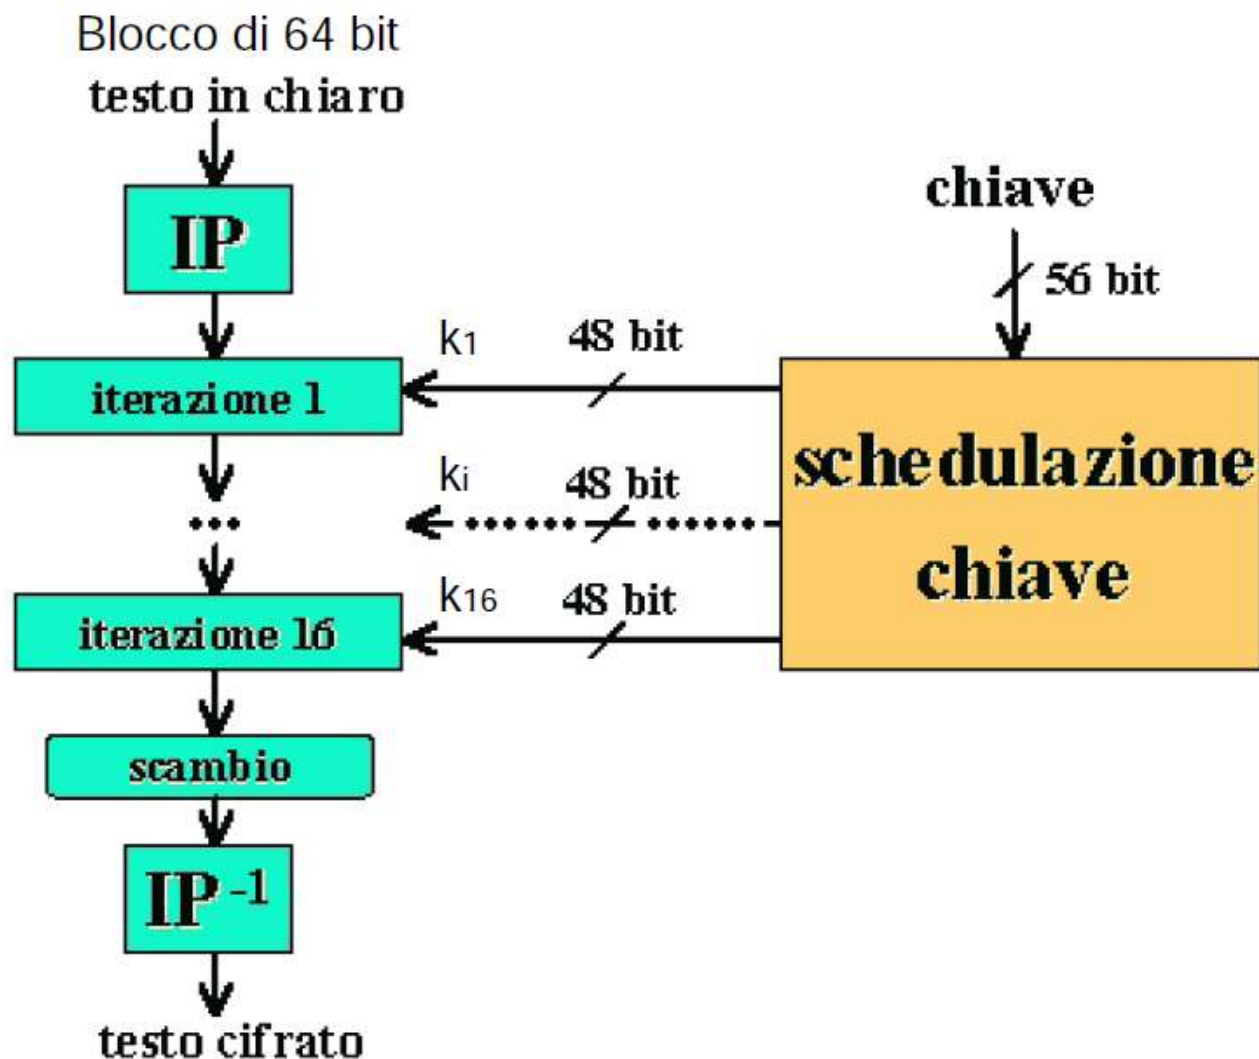 Blocco di 64 bit
testo in chiaro
IP
chiave
56 bit
k1
48 bit
iterazione 1
ki
48 bit
...
schedulazione
chiave
k16
48 bit
iterazione 16
scambio
IP -1
testo cifrato